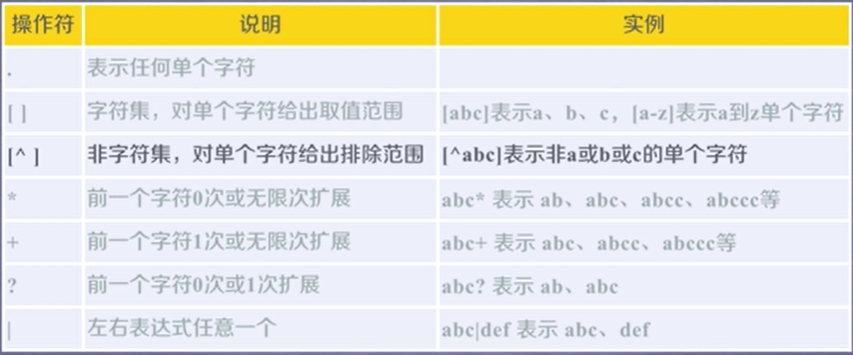 操作符 说明 实例
. 表示任何单个字符
[ ] 字符集，对单个字符给出取值范围 [abc]表示a、b、c，[a-z]表示a到z单个字符
[^ ] 非字符集，对单个字符给出排除范围 [^abc]表示非a或b或c的单个字符
* 前一个字符0次或无限次扩展 abc* 表示 ab、abc、abcc、abccc等
+ 前一个字符1次或无限次扩展 abc+ 表示 abc、abcc、abccc等
? 前一个字符0次或1次扩展 abc? 表示 ab、abc
| 左右表达式任意一个 abc|def 表示 abc、def